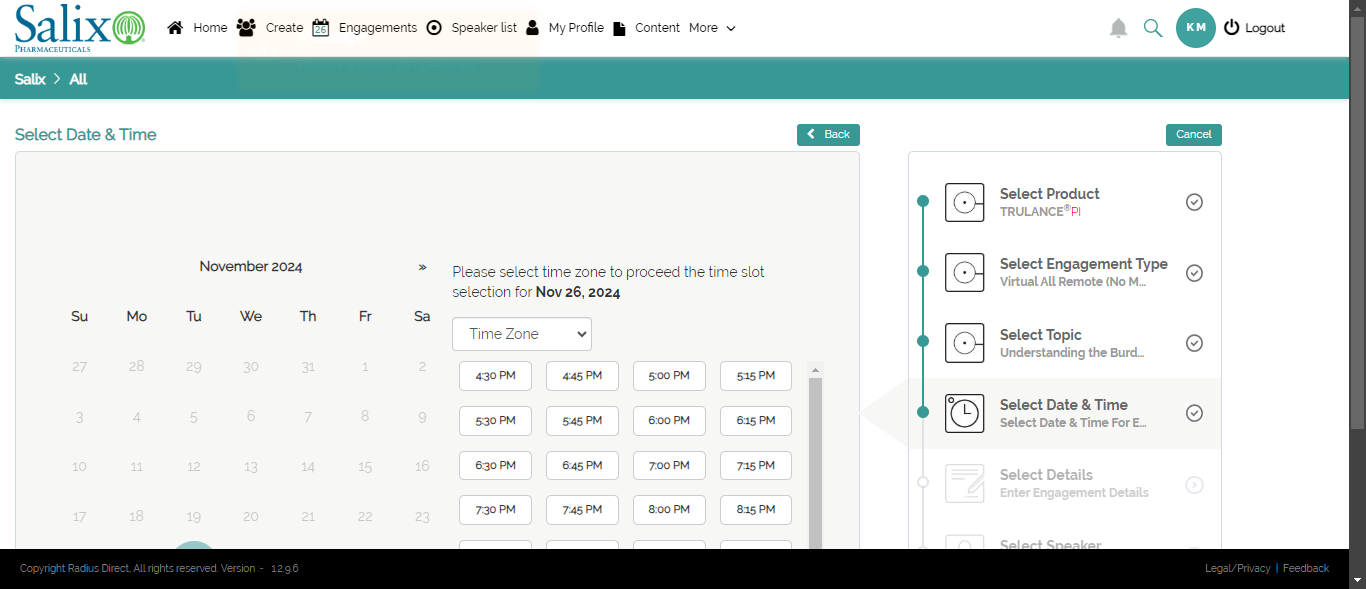 Salix
PHARMACEUTICALS
Home Create 26 Engagements Speaker list My Profile Content More
KM Logout
Salix > All
Select Date & Time
Back
Cancel
November 2024 »
Su Mo Tu We Th Fr Sa
27 28 29 30 31 1 2
3 4 5 6 7 8 9
10 11 12 13 14 15 16
17 18 19 20 21 22 23
Please select time zone to proceed the time slot
selection for Nov 26, 2024
Time Zone
4:30 PM 4:45 PM 5:00 PM 5:15 PM
5:30 PM 5:45 PM 6:00 PM 6:15 PM
6:30 PM 6:45 PM 7:00 PM 7:15 PM
7:30 PM 7:45 PM 8:00 PM 8:15 PM
Select Product
TRULANCE®PI
Select Engagement Type
Virtual All Remote (No M...
Select Topic
Understanding the Burd...
Select Date & Time
Select Date & Time For E...
Select Details
Enter Engagement Details
Select Speaker
Copyright Radius Direct, All rights reserved. Version - 12.9.6
Legal/Privacy | Feedback